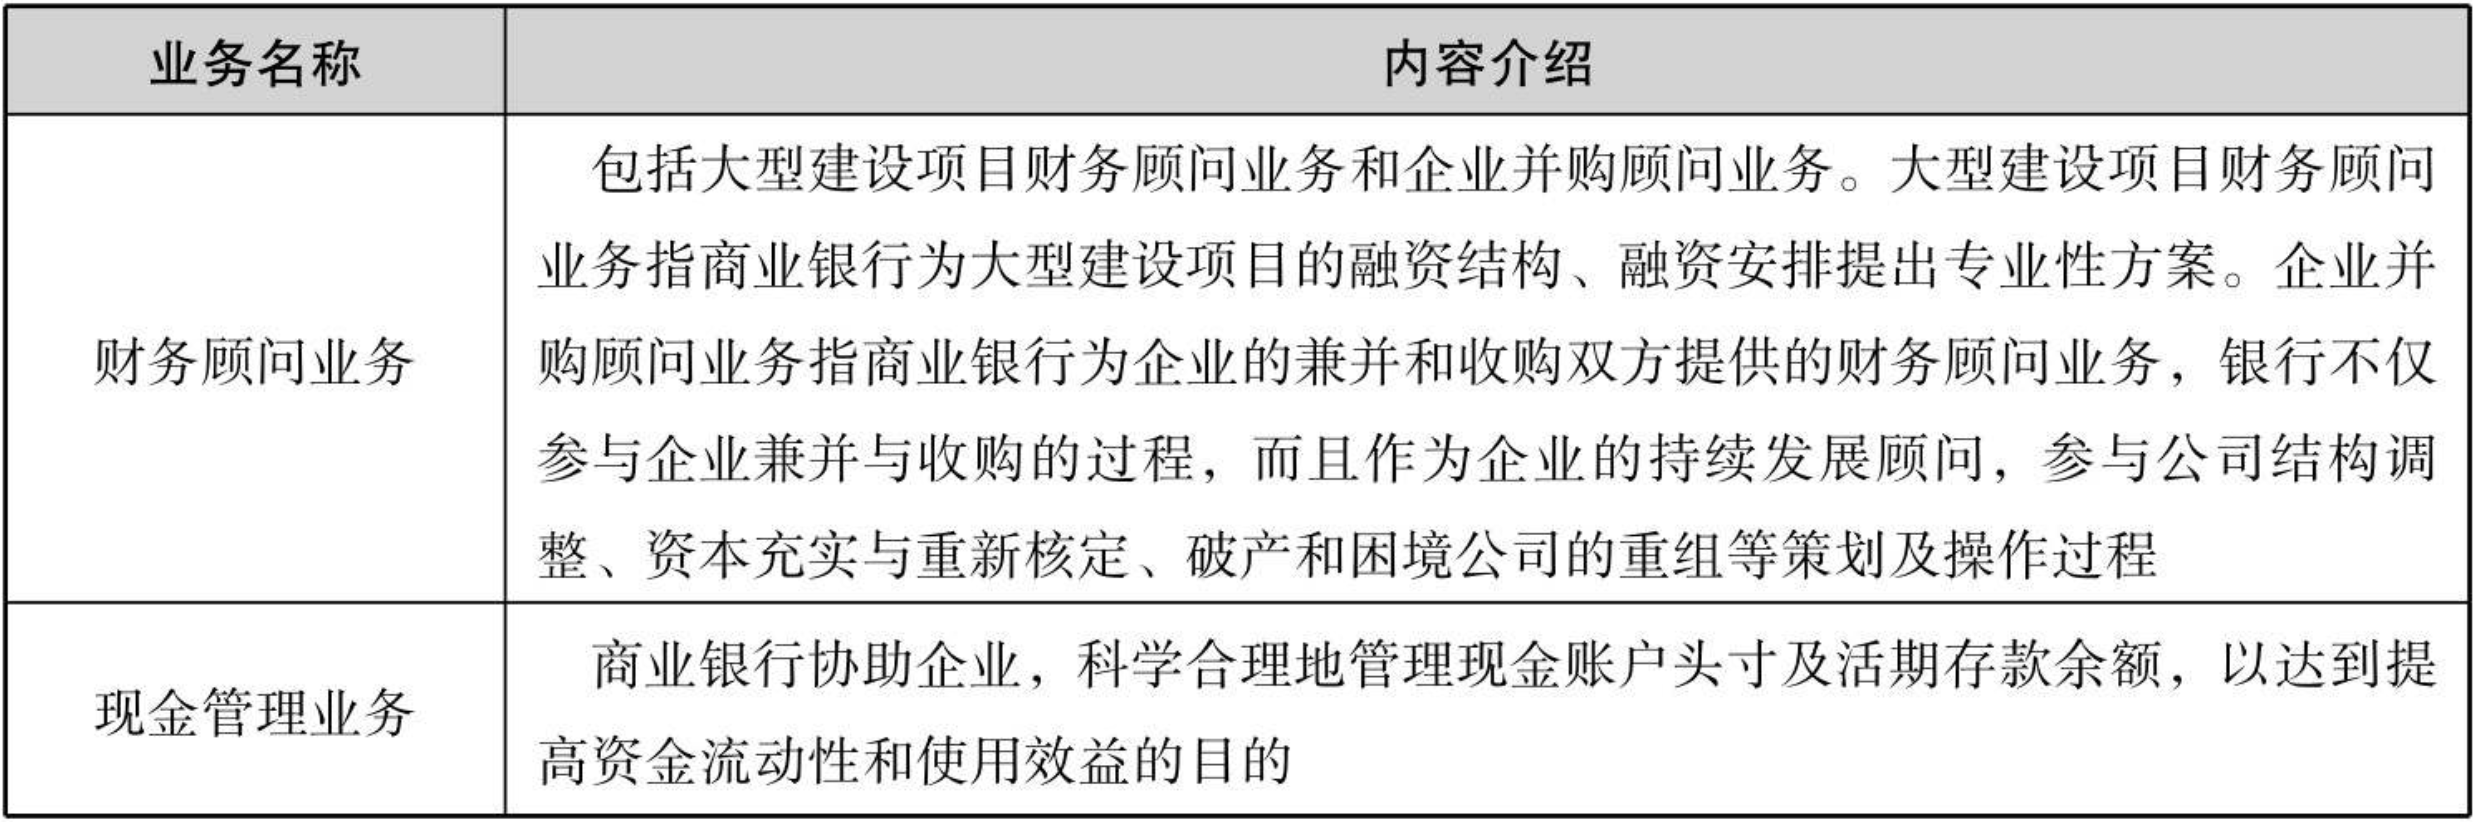 业务名称
内容介绍
财务顾问业务
包括大型建设项目财务顾问业务和企业并购顾问业务。大型建设项目财务顾问
业务指商业银行为大型建设项目的融资结构、融资安排提出专业性方案。企业并
购顾问业务指商业银行为企业的兼并和收购双方提供的财务顾问业务，银行不仅
参与企业兼并与收购的过程，而且作为企业的持续发展顾问，参与公司结构调
整、资本充实与重新核定、破产和困境公司的重组等策划及操作过程
现金管理业务
商业银行协助企业，科学合理地管理现金账户头寸及活期存款余额，以达到提
高资金流动性和使用效益的目的